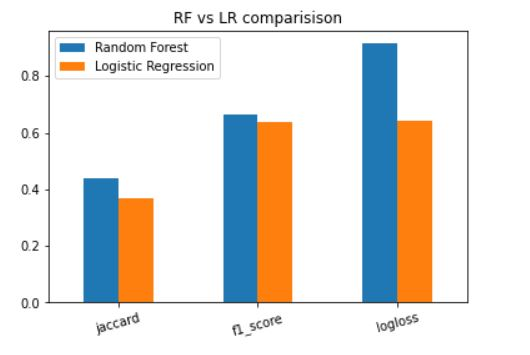 RF vs LR comparisison
Random Forest
Logistic Regression
0.8
0.6
0.4
0.2
0.0
jaccard
f1_score
logloss